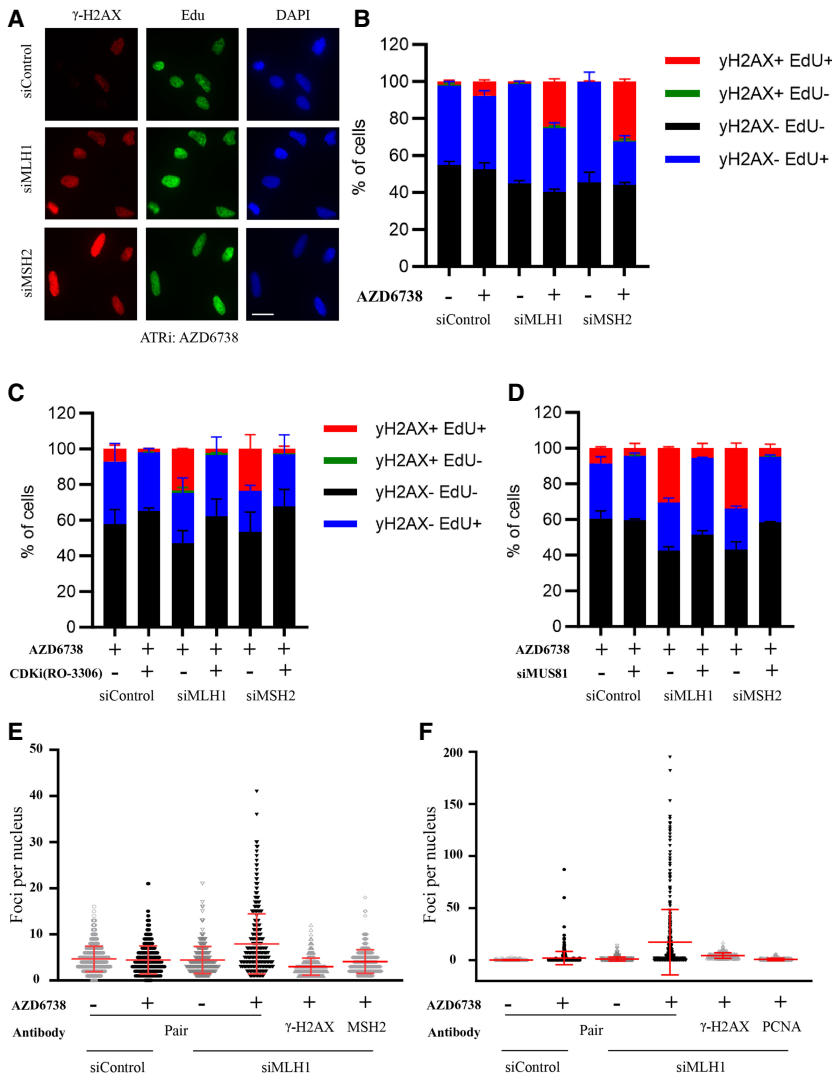 A
γ-H2AX Edu DAPI
siControl
siMLH1
siMSH2
ATRi: AZD6738
B
% of cells
120
100
80
60
40
20
0
yH2AX+ EdU+
yH2AX+ EdU-
yH2AX- EdU-
yH2AX- EdU+
AZD6738 - + - + - +
siControl siMLH1 siMSH2
C
% of cells
120
100
80
60
40
20
0
yH2AX+ EdU+
yH2AX+ EdU-
yH2AX- EdU-
yH2AX- EdU+
AZD6738 + + + + + +
CDKi(RO-3306) - + - + - +
siControl siMLH1 siMSH2
D
% of cells
120
100
80
60
40
20
0
AZD6738 + + + + + +
siMUS81 - + - + - +
siControl siMLH1 siMSH2
E
Foci per nucleus
50
40
30
20
10
0
AZD6738 - + - + + +
Antibody Pair γ-H2AX MSH2
siControl siMLH1
F
Foci per nucleus
200
150
100
50
0
AZD6738 - + - + + +
Antibody Pair γ-H2AX PCNA
siControl siMLH1